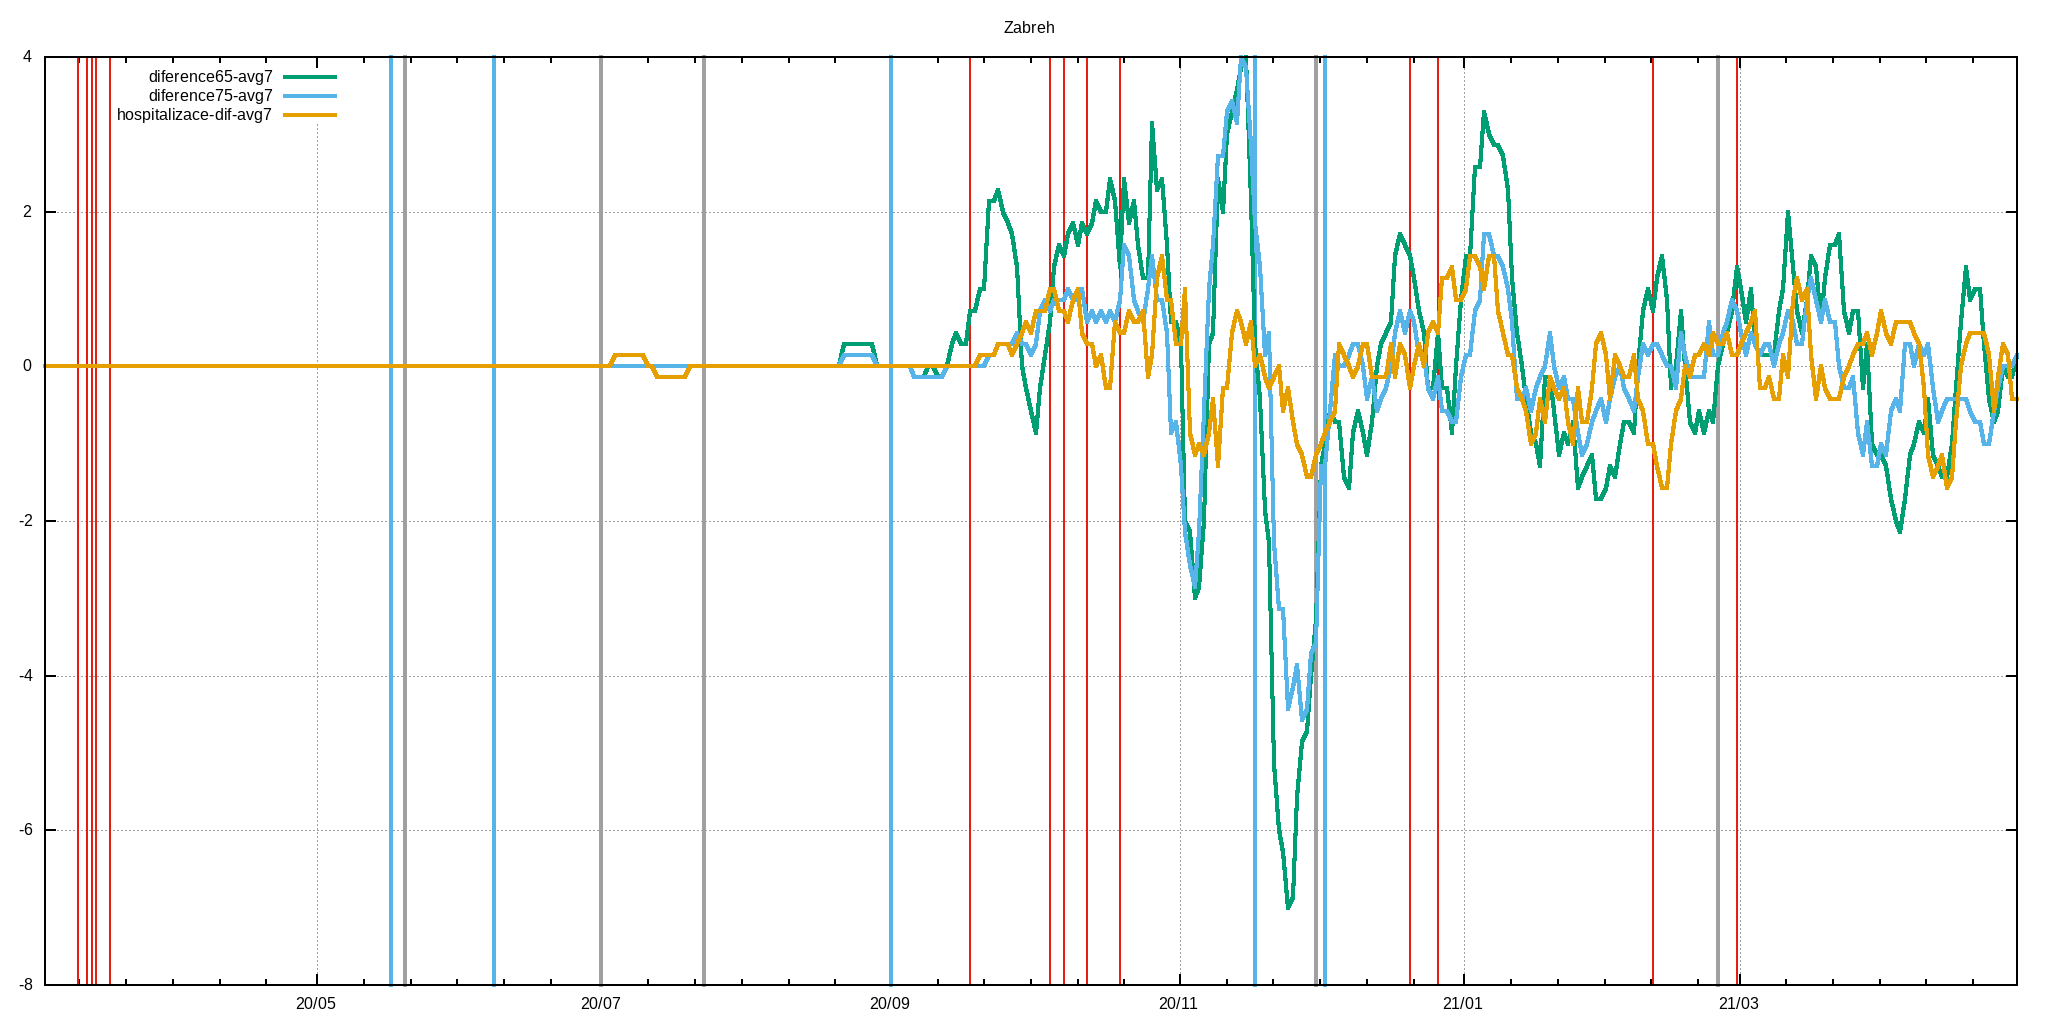 Zabreh
diference65-avg7
diference75-avg7
hospitalizace-dif-avg7
4
2
0
-2
-4
-6
-8
20/05 20/07 20/09 20/11 21/01 21/03